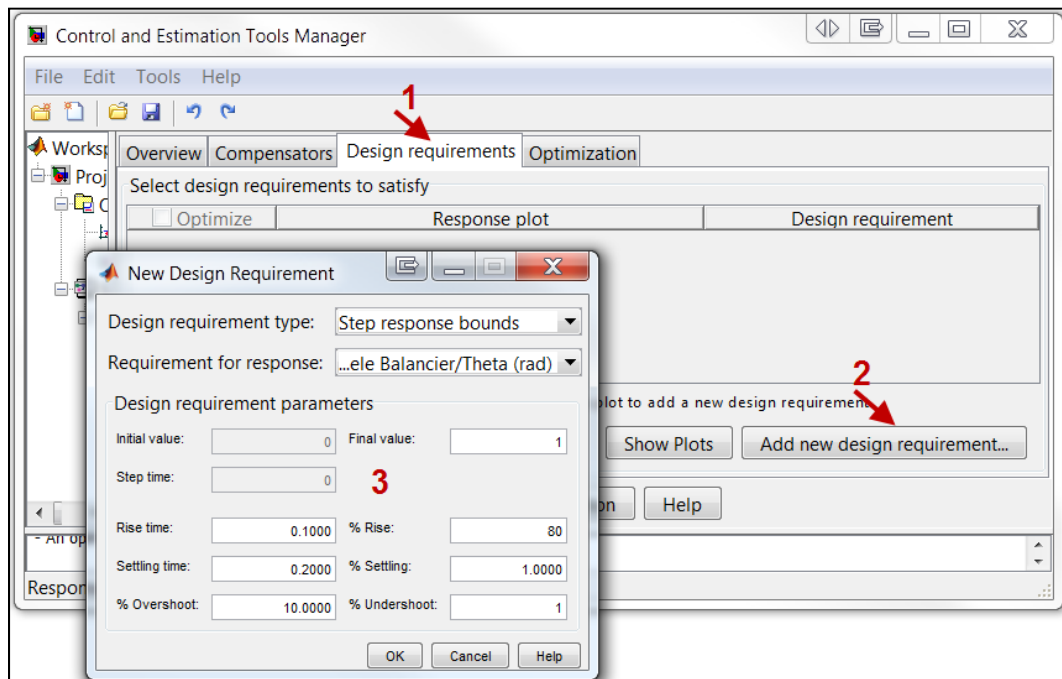 Control and Estimation Tools Manager
File Edit Tools Help
1
Overview Compensators Design requirements Optimization
Proj
Select design requirements to satisfy
Optimize Response plot Design requirement
New Design Requirement
Design requirement type: Step response bounds
Requirement for response: ...ele Balancier/Theta (rad)
2
Design requirement parameters
plot to add a new design requirement
Initial value: 0 Final value: 1
Show Plots Add new design requirement...
Step time: 0
3
Help
Rise time: 0.1000 % Rise: 80
Settling time: 0.2000 % Settling: 1.0000
% Overshoot: 10.0000 % Undershoot: 1
OK Cancel Help